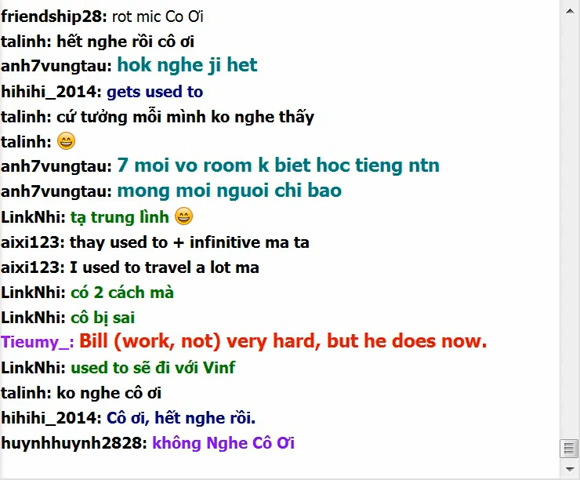 friendship28: rot mic Co Ơi
talinh: hết nghe rồi cô ơi
anh7vungtau: hok nghe ji het
hihihi_2014: gets used to
talinh: cứ tưởng mỗi mình ko nghe thấy
talinh: 😄
anh7vungtau: 7 moi vo room k biet hoc tieng ntn
anh7vungtau: mong moi nguoi chi bao
LinkNhi: tạ trung lình 😄
aixi123: thay used to + infinitive ma ta
aixi123: I used to travel a lot ma
LinkNhi: có 2 cách mà
LinkNhi: cô bị sai
Tieumy_: Bill (work, not) very hard, but he does now.
LinkNhi: used to sẽ đi với Vinf
talinh: ko nghe cô ơi
hihihi_2014: Cô ơi, hết nghe rồi.
huynhhuynh2828: không Nghe Cô Ơi